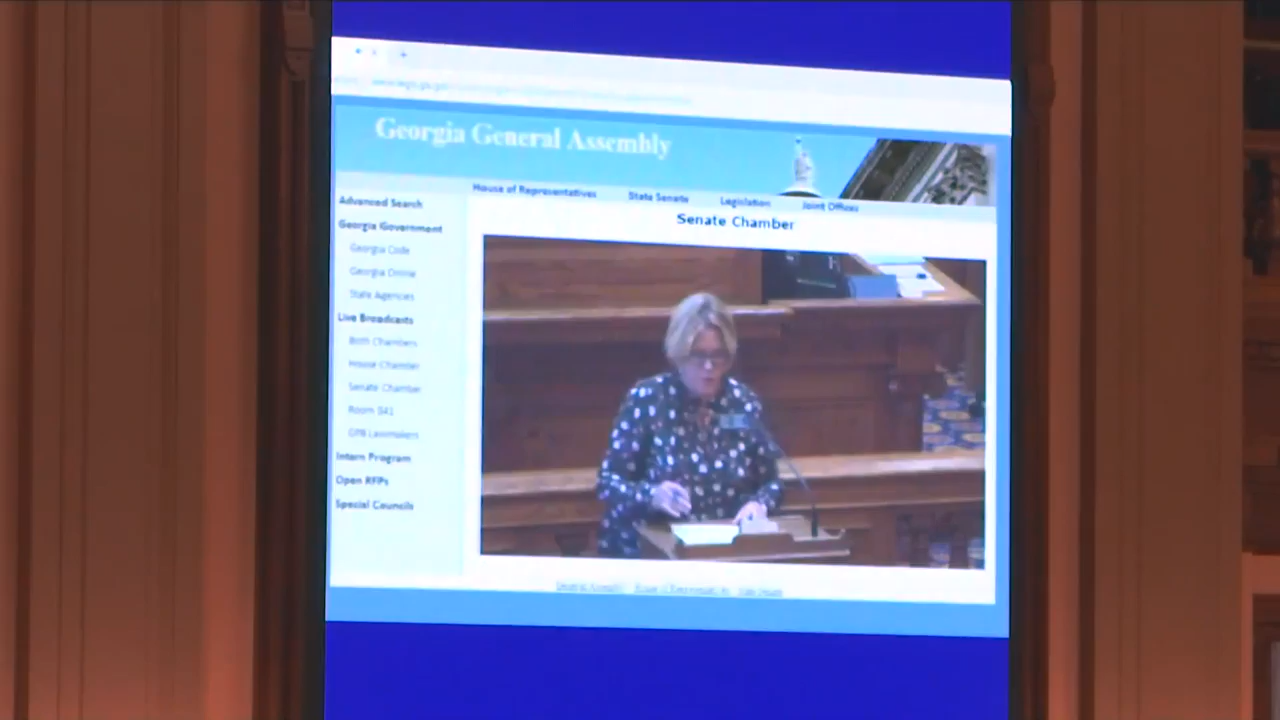 Georgia General Assembly
House of Representatives State Senate Legislation Joint Offices
Senate Chamber
Advanced Search
Georgia Government
Georgia Code
Georgia Online
State Agencies
Live Broadcasts
Both Chambers
House Chamber
Senate Chamber
Room 341
GPB Lawmakers
Intern Program
Open RFPs
Special Councils